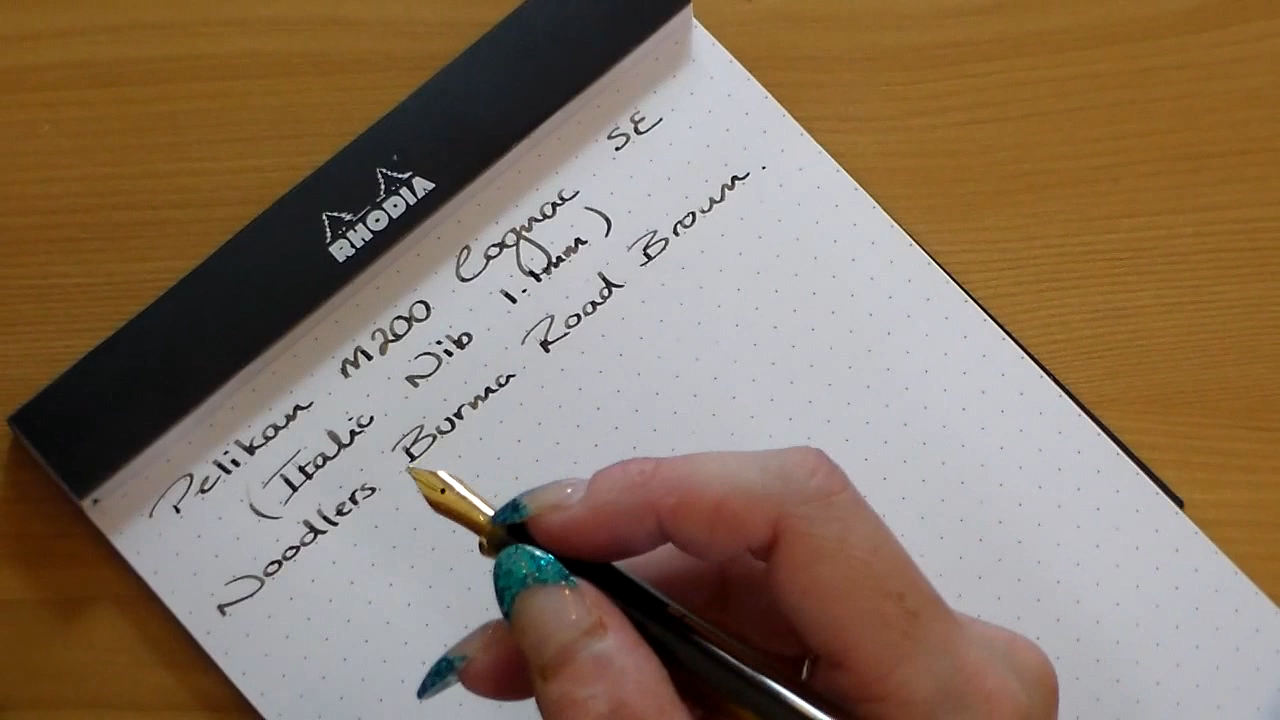 RHODIA
Pelikan M200 Cognac SE
(Italic Nib 1.1mm)
Noodlers Burma Road Brown.